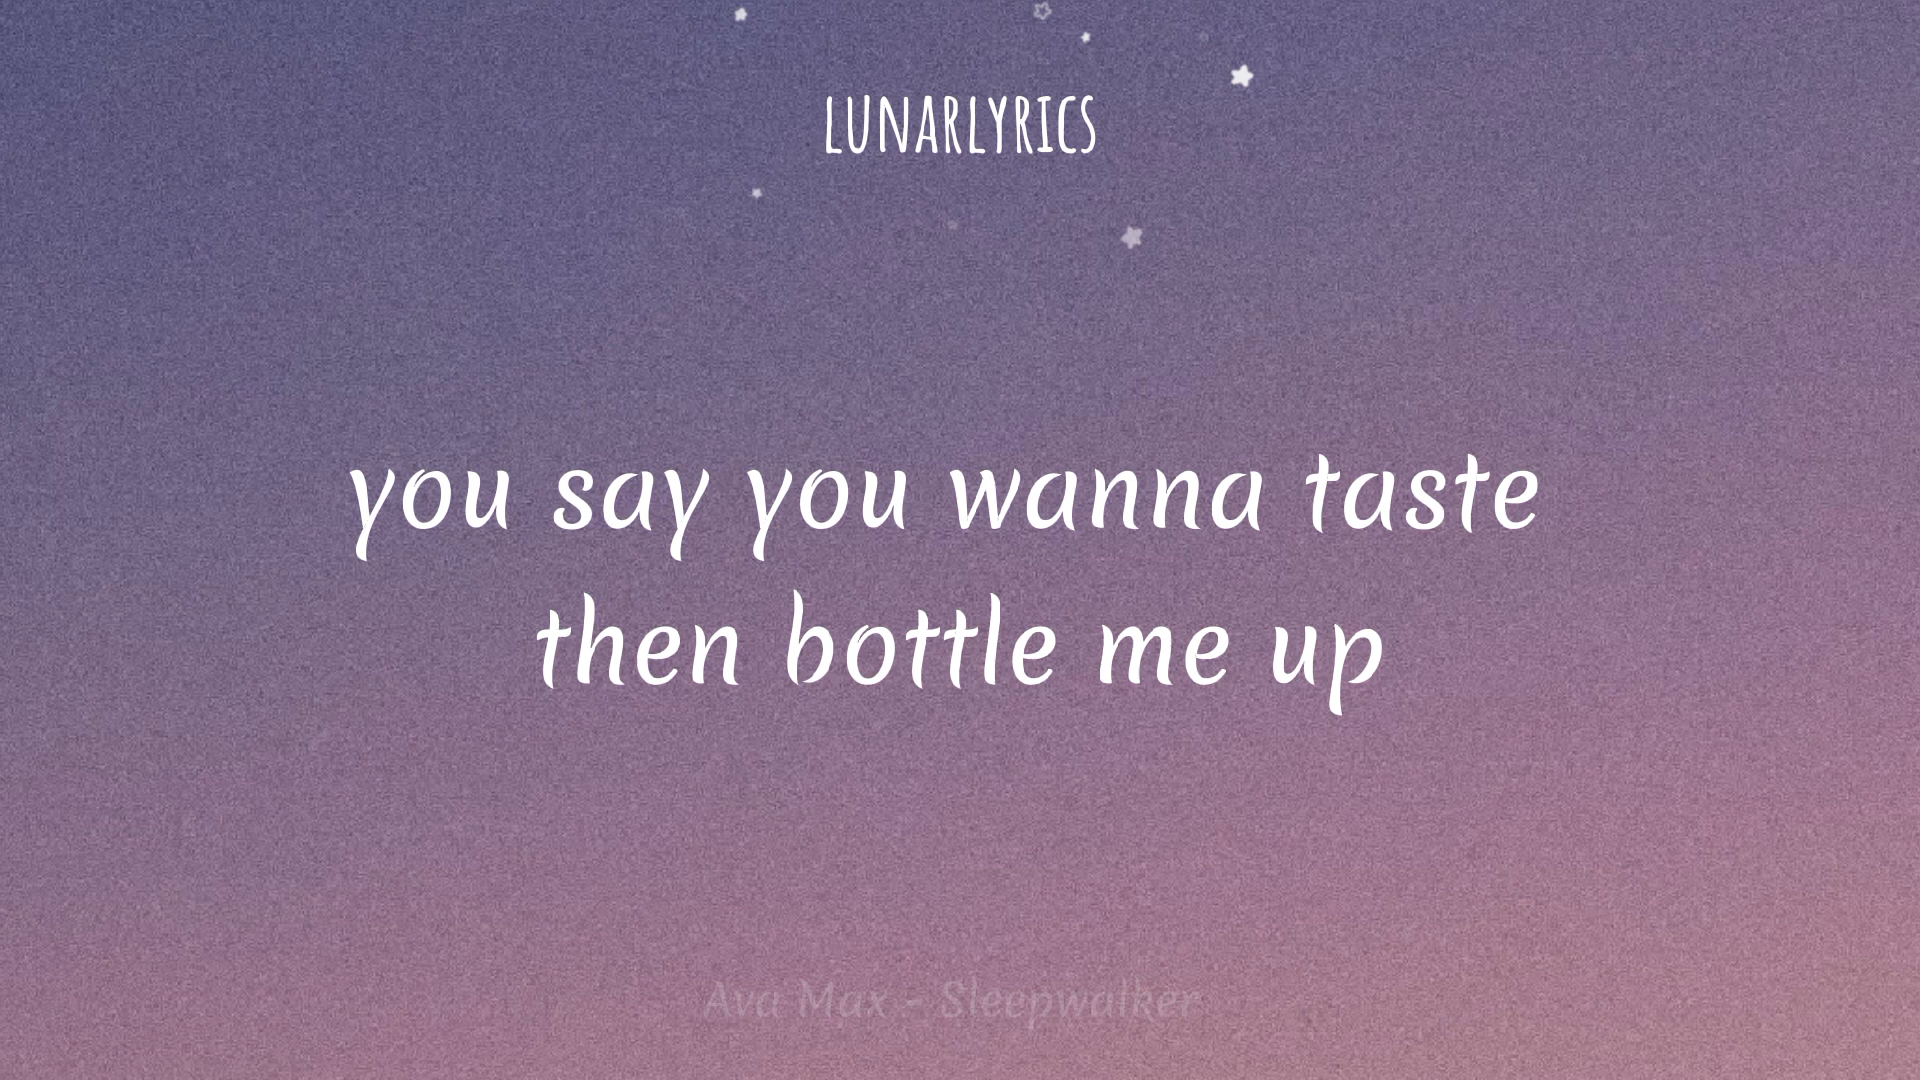 LUNARLYRICS
you say you wanna taste
then bottle me up
Ava Max - Sleepwalker